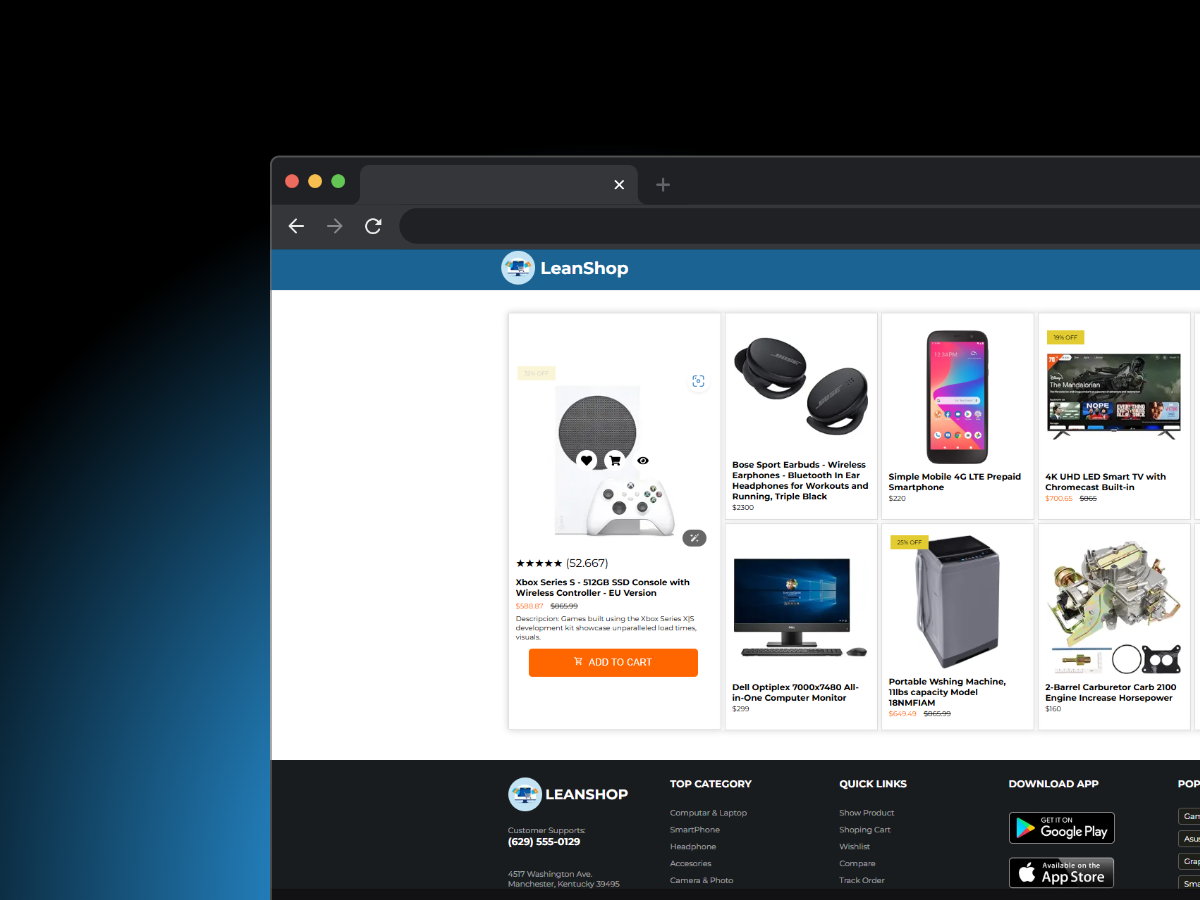 LeanShop
32% OFF
★★★★★ (52.667)
Xbox Series S - 512GB SSD Console with
Wireless Controller - EU Version
$588.87 $865.99
Descripcion: Games built using the Xbox Series X|S
development kit showcase unparalleled load times,
visuals.
ADD TO CART
BOSE
BOSE
Bose Sport Earbuds - Wireless
Earphones - Bluetooth In Ear
Headphones for Workouts and
Running, Triple Black
$2300
Simple Mobile 4G LTE Prepaid
Smartphone
$220
19% OFF
The Mandalorian
NOPE
4K UHD LED Smart TV with
Chromecast Built-in
$700.65 $865
Dell Optiplex 7000x7480 All-
in-One Computer Monitor
$299
25% OFF
Portable Wshing Machine,
11lbs capacity Model
18NMFIAM
$649.49 $865.99
2-Barrel Carburetor Carb 2100
Engine Increase Horsepower
$160
LEANSHOP
Customer Supports:
(629) 555-0129
4517 Washington Ave.
Manchester, Kentucky 39495
TOP CATEGORY
Computar & Laptop
SmartPhone
Headphone
Accesories
Camera & Photo
QUICK LINKS
Show Product
Shoping Cart
Wishlist
Compare
Track Order
DOWNLOAD APP
GET IT ON
Google Play
Available on the
App Store
POP
Gam
Asus
Grap
Sma